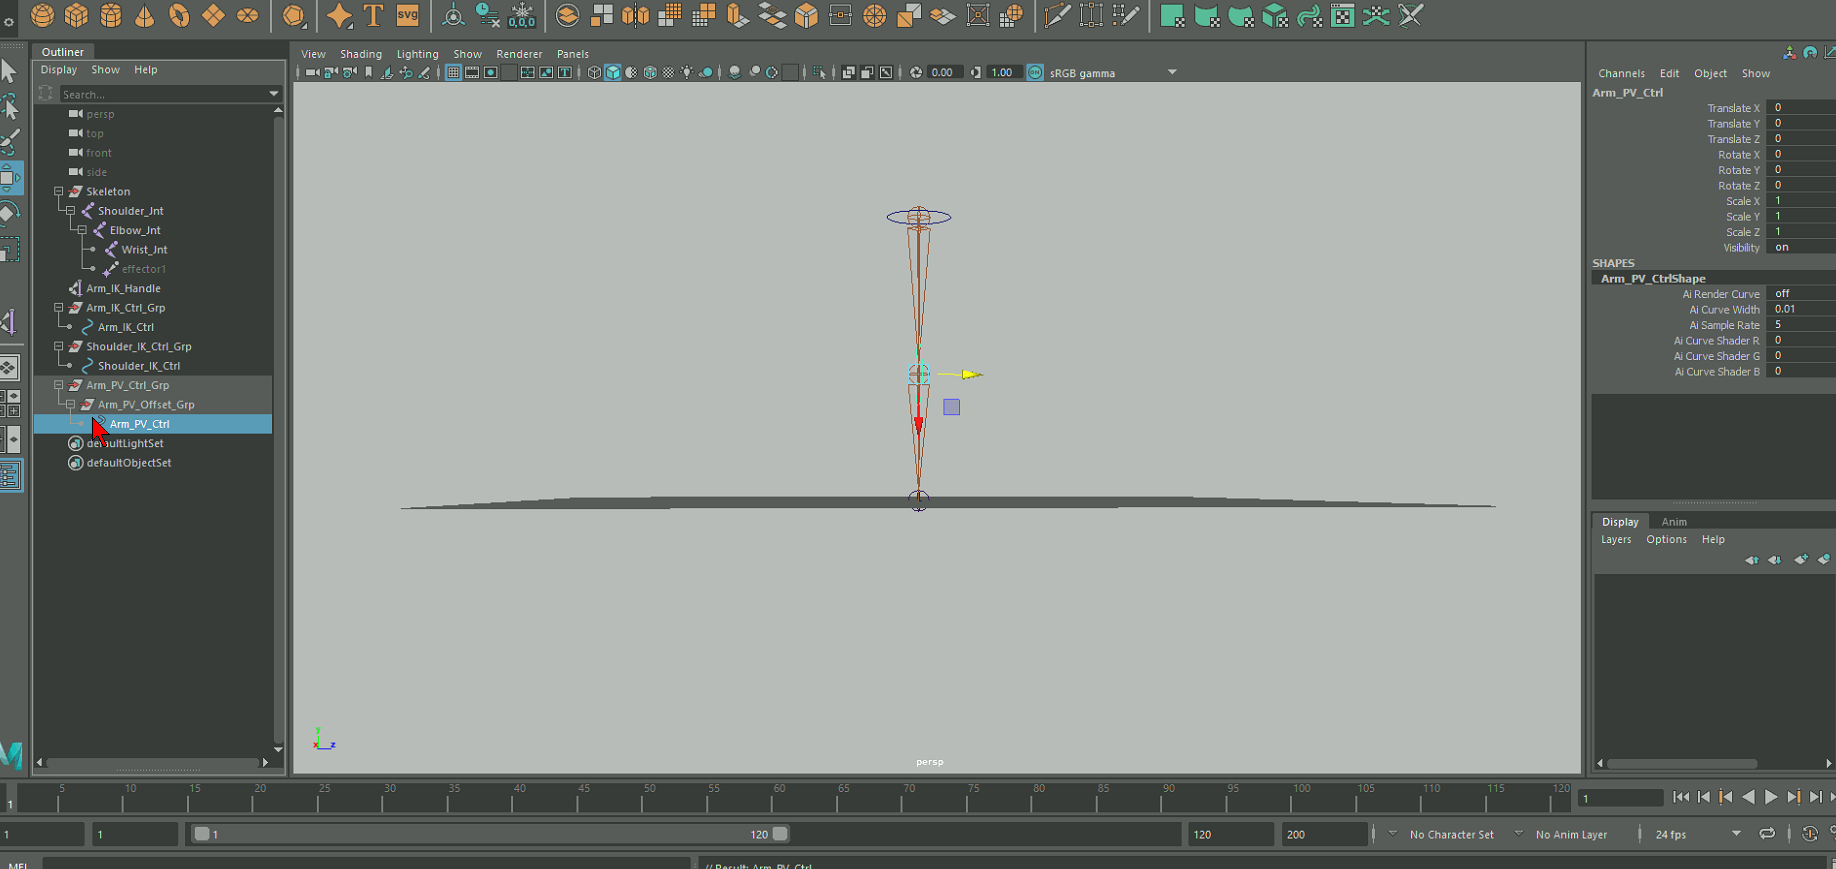 svg
0,0,0
Outliner
Display Show Help
Search...
persp
top
front
side
Skeleton
Shoulder_Jnt
Elbow_Jnt
Wrist_Jnt
effector1
Arm_IK_Handle
Arm_IK_Ctrl_Grp
Arm_IK_Ctrl
Shoulder_IK_Ctrl_Grp
Shoulder_IK_Ctrl
Arm_PV_Ctrl_Grp
Arm_PV_Offset_Grp
Arm_PV_Ctrl
defaultLightSet
defaultObjectSet
View Shading Lighting Show Renderer Panels
0.00 1.00 sRGB gamma
y
x z
persp
Channels Edit Object Show
Arm_PV_Ctrl
Translate X 0
Translate Y 0
Translate Z 0
Rotate X 0
Rotate Y 0
Rotate Z 0
Scale X 1
Scale Y 1
Scale Z 1
Visibility on
SHAPES
Arm_PV_CtrlShape
Ai Render Curve off
Ai Curve Width 0.01
Ai Sample Rate 5
Ai Curve Shader R 0
Ai Curve Shader G 0
Ai Curve Shader B 0
Display Anim
Layers Options Help
1 5 10 15 20 25 30 35 40 45 50 55 60 65 70 75 80 85 90 95 100 105 110 115 120
1
1 1 1 120 120 200 No Character Set No Anim Layer 24 fps
MEL // Result: Arm_PV_Ctrl